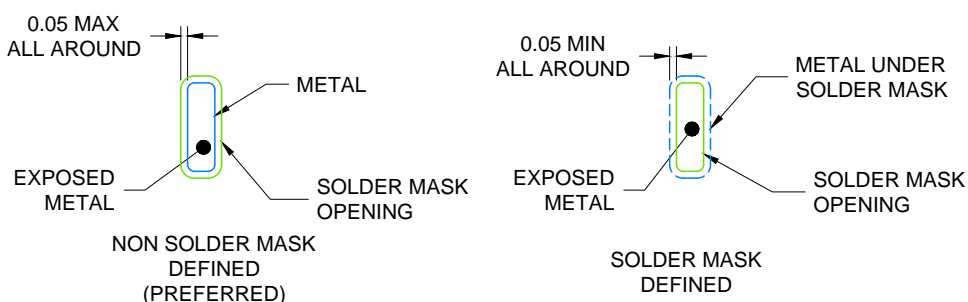 0.05 MAX
ALL AROUND
METAL
EXPOSED
METAL
SOLDER MASK
OPENING
NON SOLDER MASK
DEFINED
(PREFERRED)
0.05 MIN
ALL AROUND
METAL UNDER
SOLDER MASK
EXPOSED
METAL
SOLDER MASK
OPENING
SOLDER MASK
DEFINED